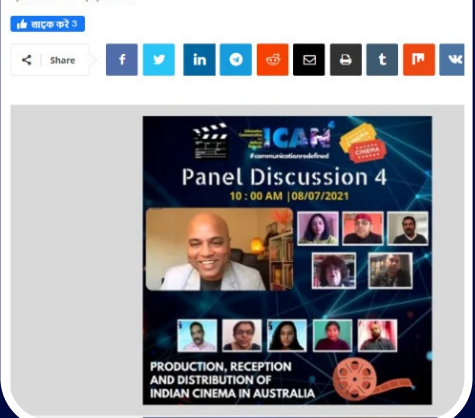 लाइक करें 3
Share
ICAN
#communicationredefined
CINEMA
Panel Discussion 4
10 : 00 AM |08/07/2021
PRODUCTION, RECEPTION
AND DISTRIBUTION OF
INDIAN CINEMA IN AUSTRALIA